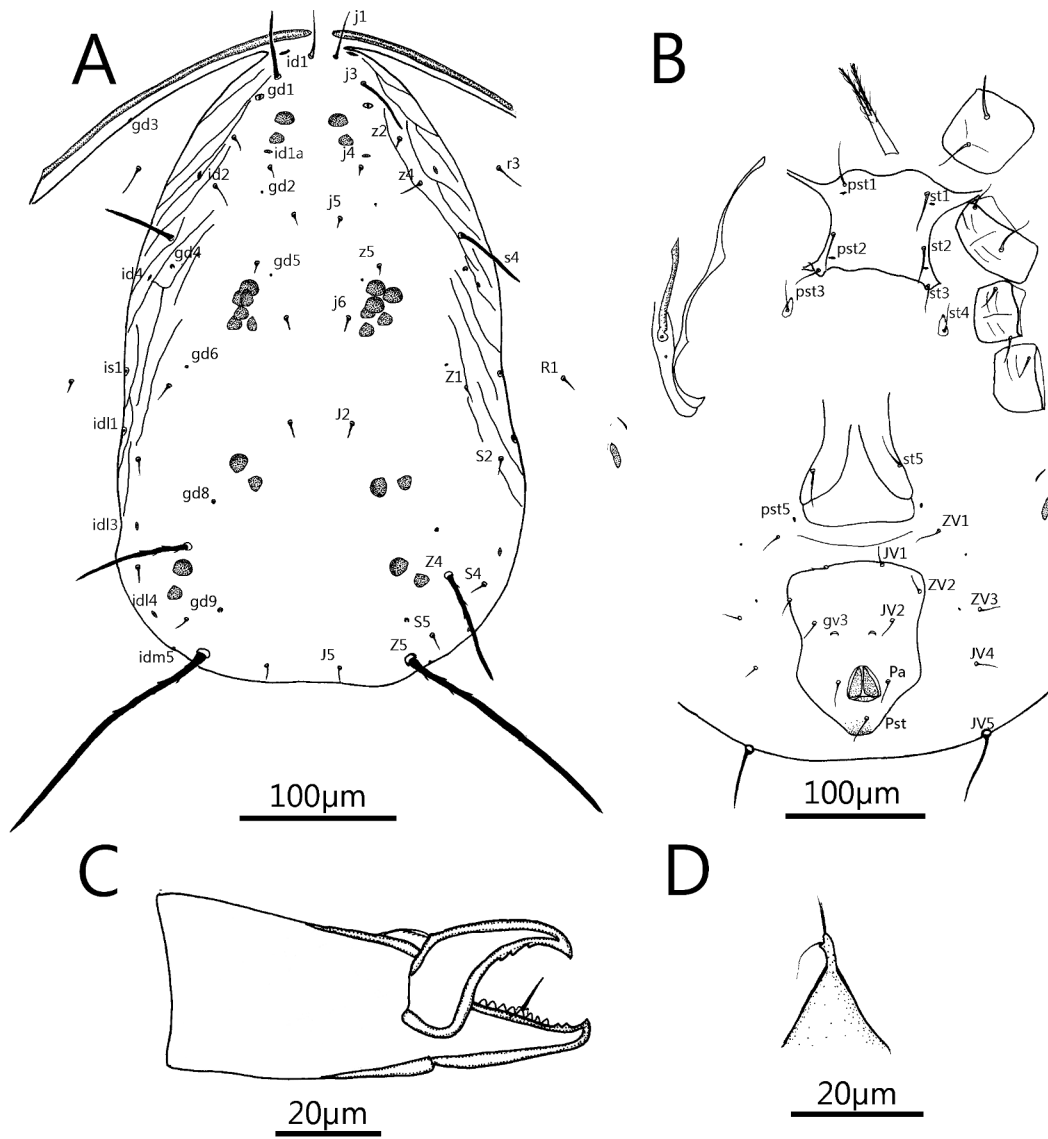 A
j1
id1
j3
gd1
gd3
z2
id1a
j4
r3
id2
gd2
z4
j5
gd4
s4
id4
gd5
z5
j6
gd6
is1
Z1
R1
idl1
J2
S2
gd8
idl3
Z4
S4
idl4
gd9
S5
idm5
J5
Z5
100µm
B
pst1
st1
pst2
st2
pst3
st3
st4
st5
pst5
ZV1
JV1
ZV2
ZV3
gv3
JV2
JV4
Pa
Pst
JV5
100µm
C
20µm
D
20µm